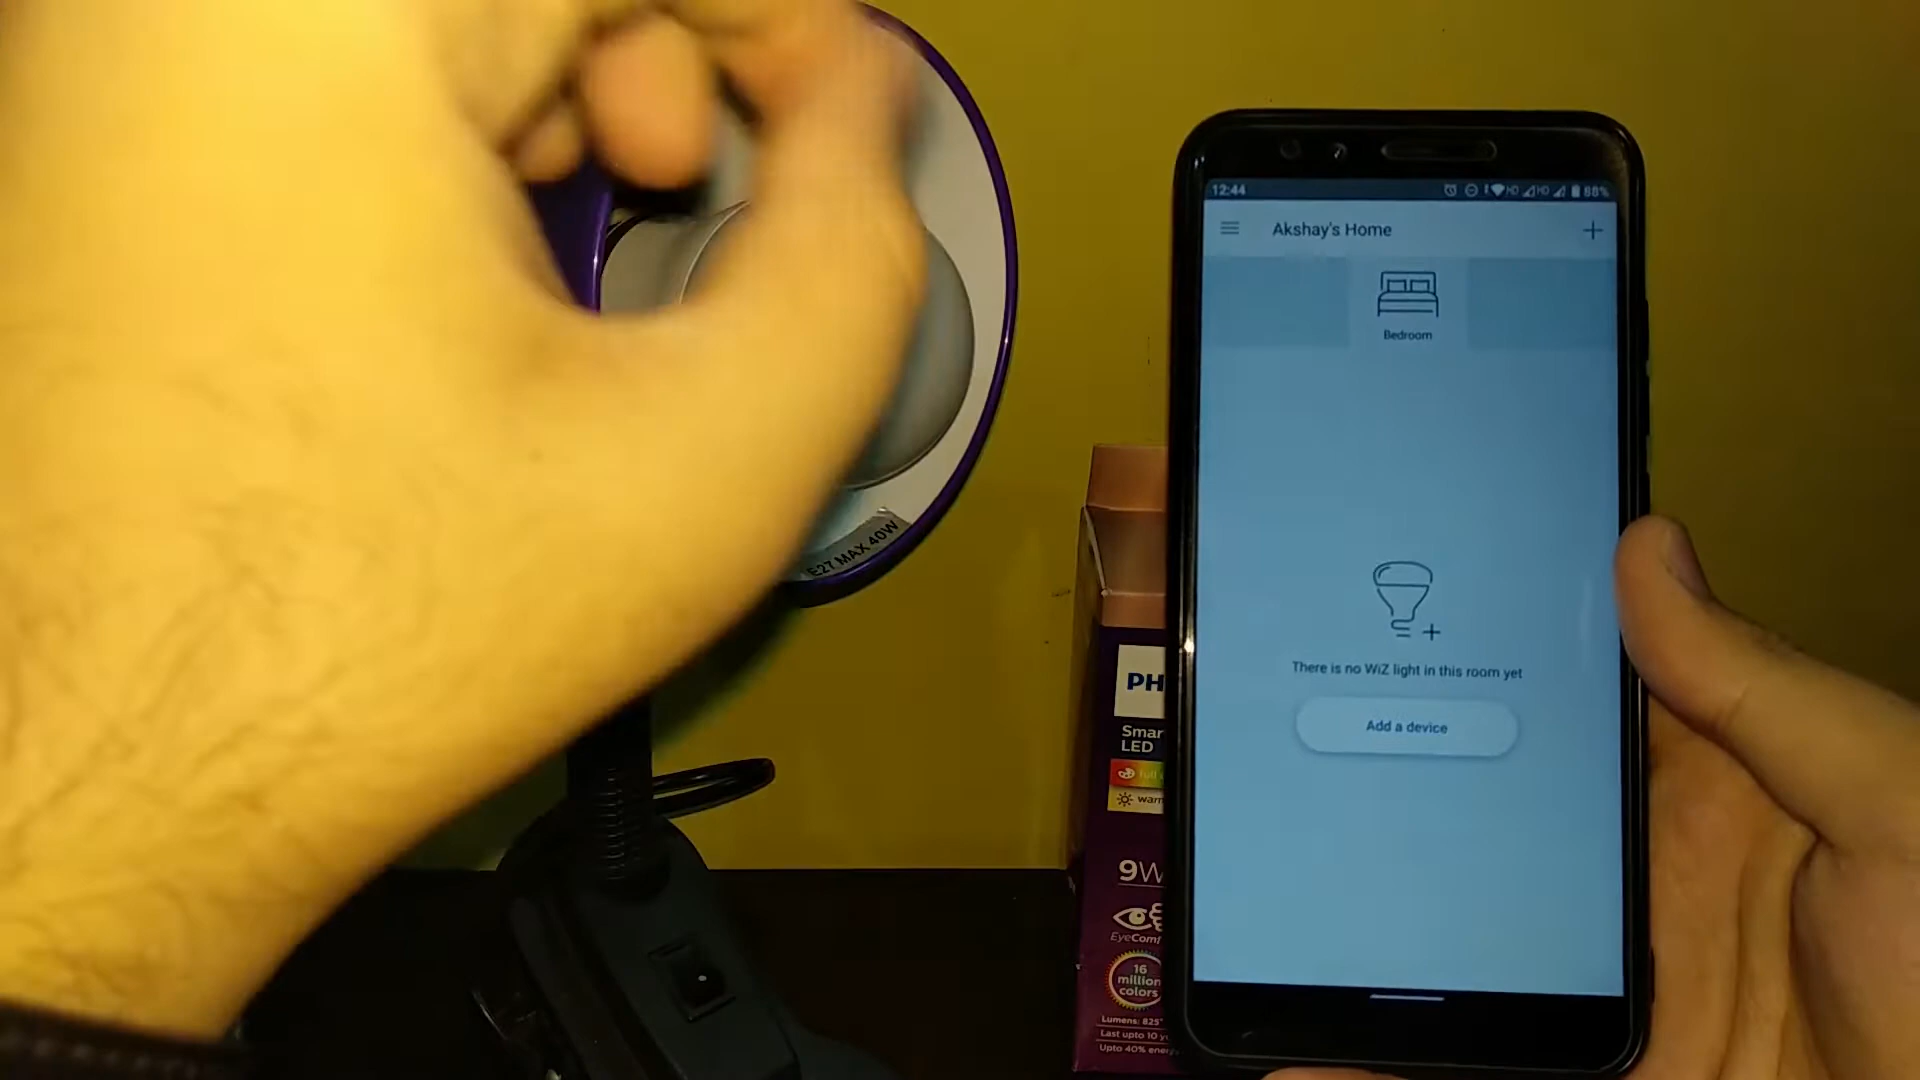 E27 MAX 40W
12:44
88%
Akshay's Home
Bedroom
There is no WiZ light in this room yet
Add a device
PH
Smar
LED
full
warm
9W
EyeComf
16
million
colors
Lumens: 825
Last upto 10 y
Upto 40% energ